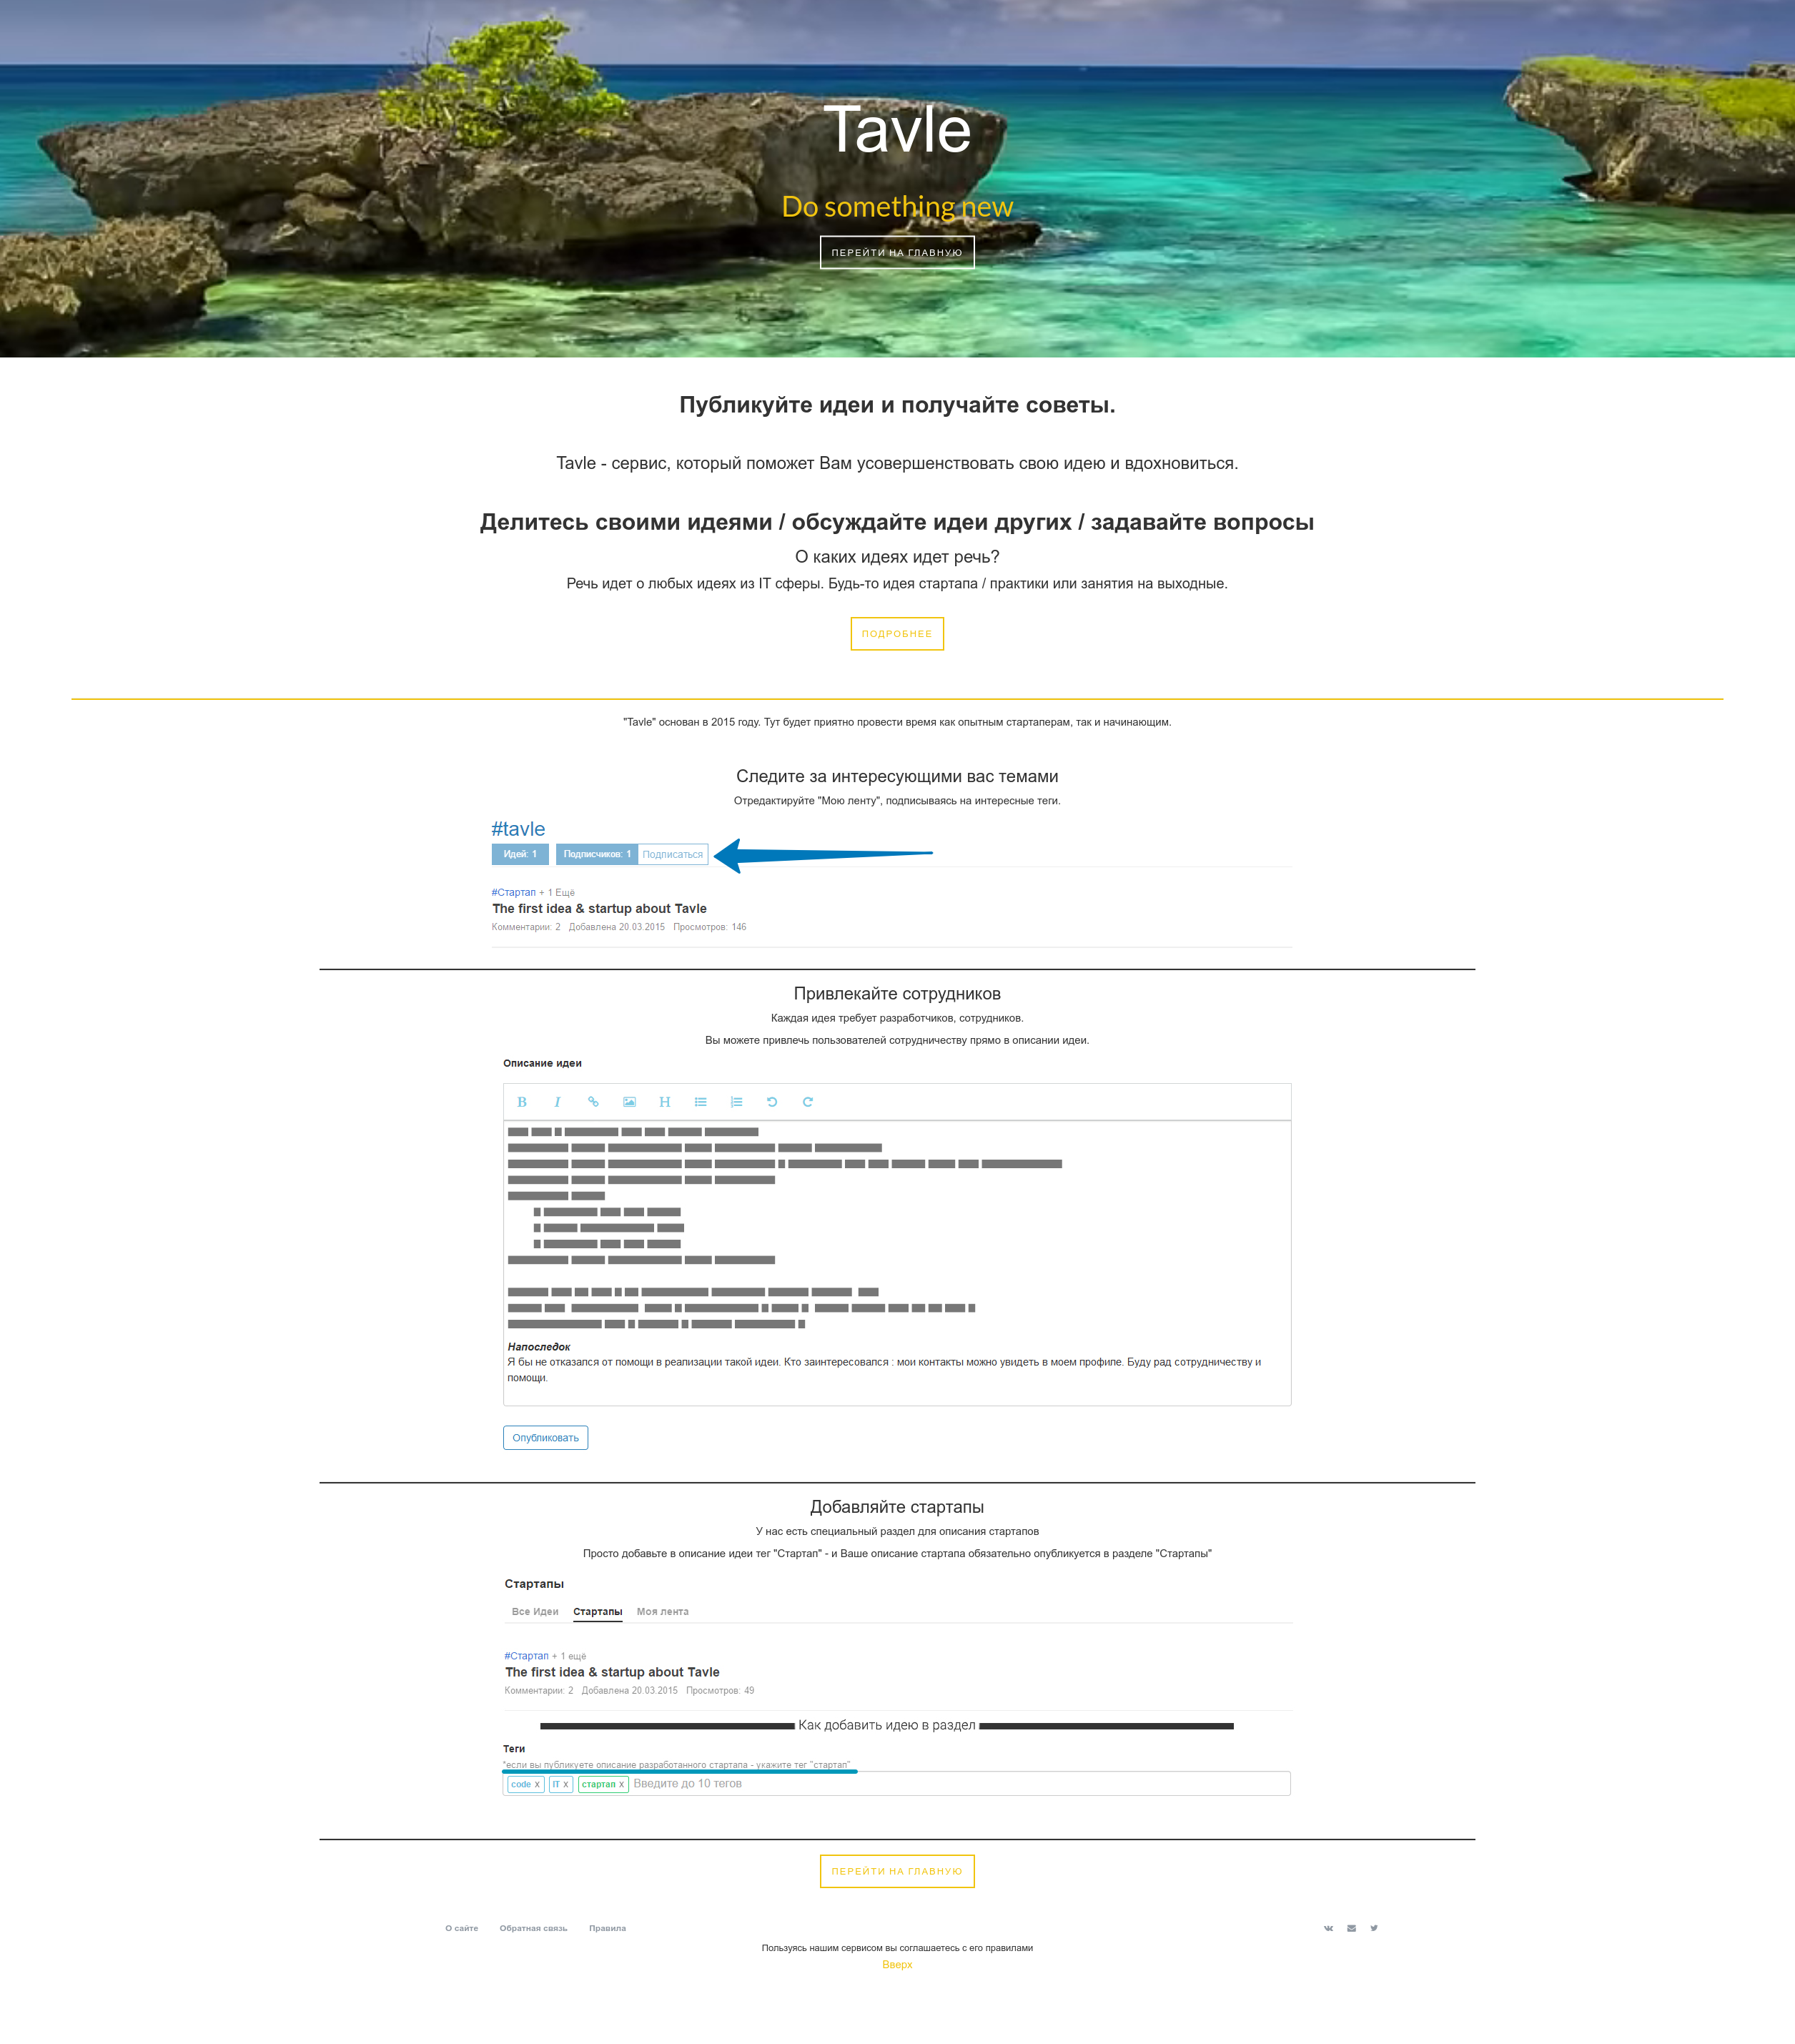 Tavle
Do something new
ПЕРЕЙТИ НА ГЛАВНУЮ
Публикуйте идеи и получайте советы.
Tavle - сервис, который поможет Вам усовершенствовать свою идею и вдохновиться.
Делитесь своими идеями / обсуждайте идеи других / задавайте вопросы
О каких идеях идет речь?
Речь идет о любых идеях из IT сферы. Будь-то идея стартапа / практики или занятия на выходные.
ПОДРОБНЕЕ
"Tavle" основан в 2015 году. Тут будет приятно провести время как опытным стартаперам, так и начинающим.
Следите за интересующими вас темами
Отредактируйте "Мою ленту", подписываясь на интересные теги.
#tavle
Идей: 1 Подписчиков: 1 Подписаться
#Стартап + 1 Ещё
The first idea & startup about Tavle
Комментарии: 2 Добавлена 20.03.2015 Просмотров: 146
Привлекайте сотрудников
Каждая идея требует разработчиков, сотрудников.
Вы можете привлечь пользователей сотрудничеству прямо в описании идеи.
Описание идеи
B I H
Напоследок
Я бы не отказался от помощи в реапизации такой идеи. Кто заинтересовался : мои контакты можно увидеть в моем профипе. Буду рад сотрудничеству и
помощи.
Опубликовать
Добавляйте стартапы
У нас есть специальный раздел для описания стартапов
Просто добавьте в описание идеи тег "Стартап" - и Ваше описание стартапа обязательно опубликуется в разделе "Стартапы"
Стартапы
Все Идеи Стартапы Моя лента
#Стартап + 1 ещё
The first idea & startup about Tavle
Комментарии: 2 Добавлена 20.03.2015 Просмотров: 49
Как добавить идею в раздел
Теги
*если вы публикуете описание разработанного стартапа - укажите тег "стартап"
code x IT x стартап x Введите до 10 тегов
ПЕРЕЙТИ НА ГЛАВНУЮ
О сайте Обратная связь Правила
Пользуясь нашим сервисом вы соглашаетесь с его правилами
Вверх